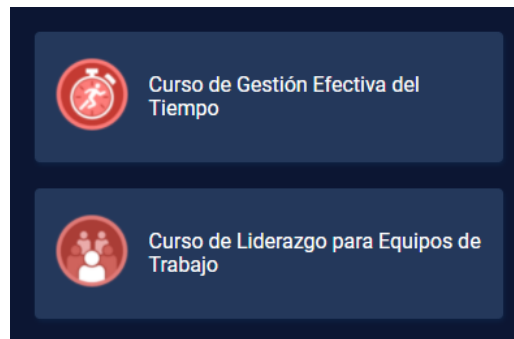 Curso de Gestión Efectiva del
Tiempo
Curso de Liderazgo para Equipos de
Trabajo